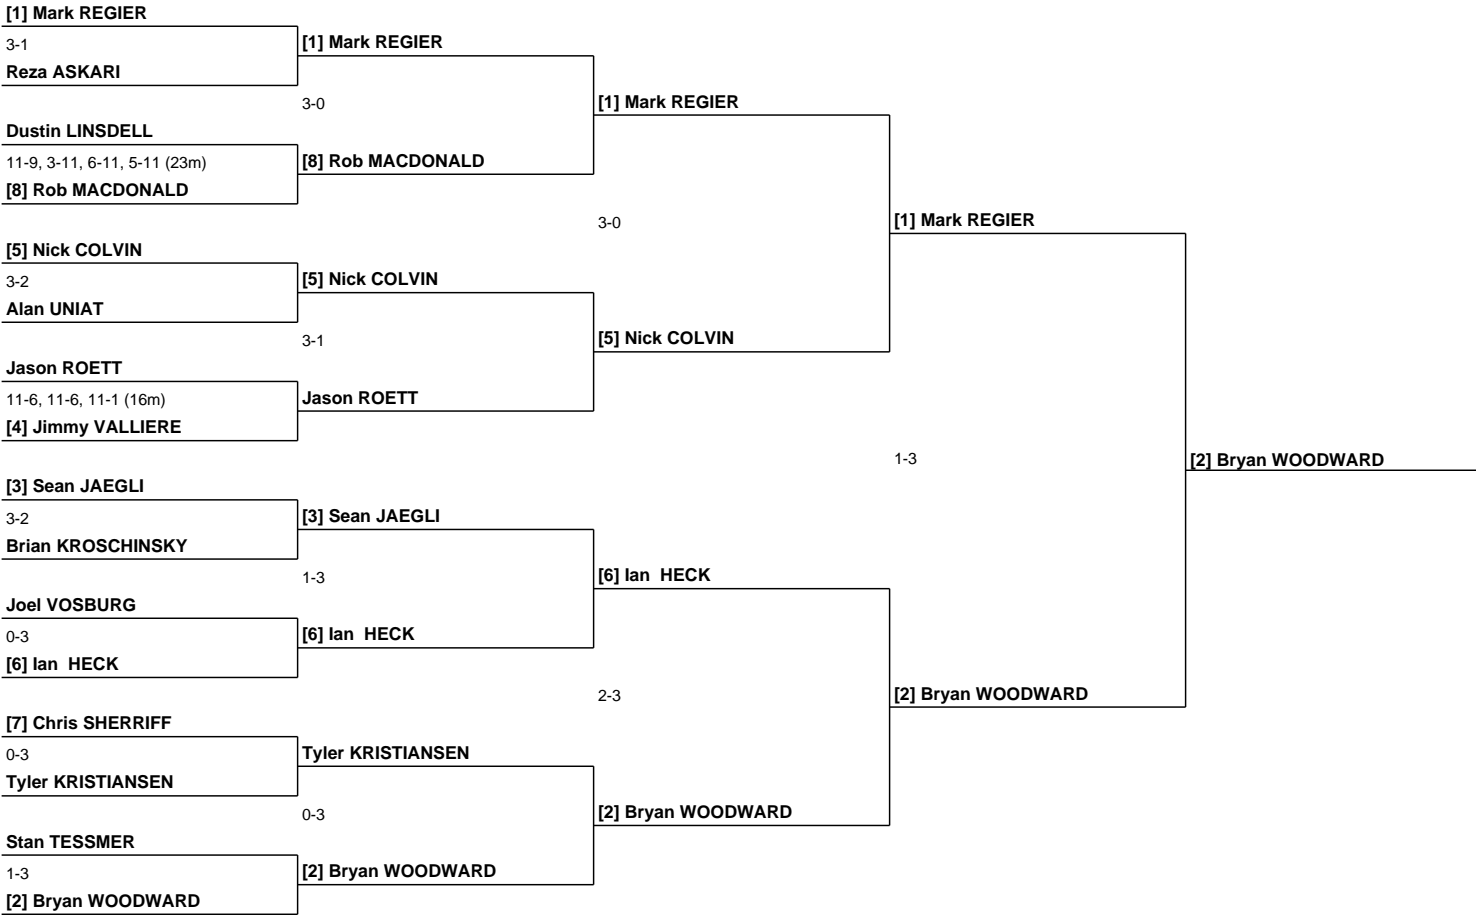 [1] Mark REGIER
3-1
Reza ASKARI
Dustin LINSDELL
11-9, 3-11, 6-11, 5-11 (23m)
[8] Rob MACDONALD
[5] Nick COLVIN
3-2
Alan UNIAT
Jason ROETT
11-6, 11-6, 11-1 (16m)
[4] Jimmy VALLIERE
[3] Sean JAEGLI
3-2
Brian KROSCHINSKY
Joel VOSBURG
0-3
[6] Ian  HECK
[7] Chris SHERRIFF
0-3
Tyler KRISTIANSEN
Stan TESSMER
1-3
[2] Bryan WOODWARD
[1] Mark REGIER
3-0
[8] Rob MACDONALD
[5] Nick COLVIN
3-1
Jason ROETT
[3] Sean JAEGLI
1-3
[6] Ian  HECK
Tyler KRISTIANSEN
0-3
[2] Bryan WOODWARD
[1] Mark REGIER
3-0
[5] Nick COLVIN
[6] Ian  HECK
2-3
[2] Bryan WOODWARD
[1] Mark REGIER
1-3
[2] Bryan WOODWARD
[2] Bryan WOODWARD